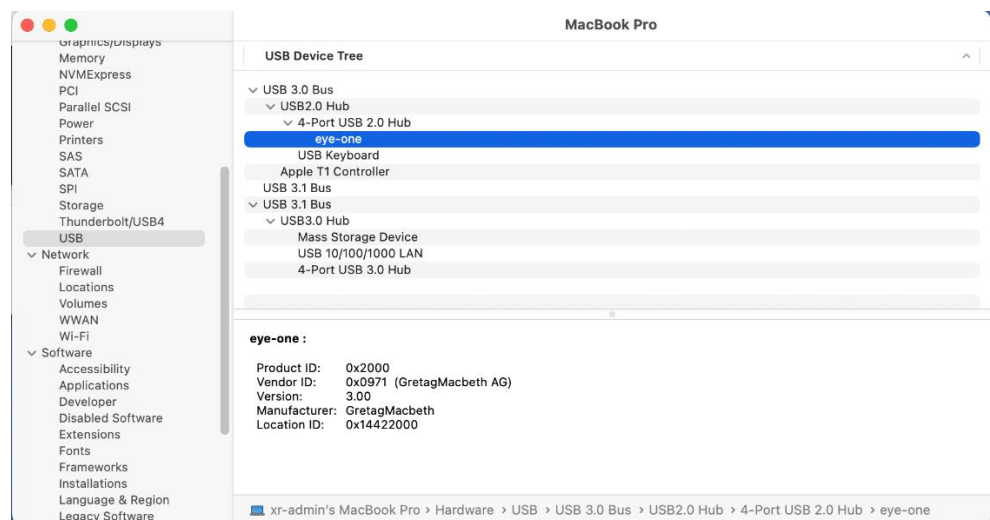 MacBook Pro
Graphics/Displays
Memory
NVMExpress
PCI
Parallel SCSI
Power
Printers
SAS
SATA
SPI
Storage
Thunderbolt/USB4
USB
Network
Firewall
Locations
Volumes
WWAN
Wi-Fi
Software
Accessibility
Applications
Developer
Disabled Software
Extensions
Fonts
Frameworks
Installations
Language & Region
Legacy Software
USB Device Tree
USB 3.0 Bus
USB2.0 Hub
4-Port USB 2.0 Hub
eye-one
USB Keyboard
Apple T1 Controller
USB 3.1 Bus
USB 3.1 Bus
USB3.0 Hub
Mass Storage Device
USB 10/100/1000 LAN
4-Port USB 3.0 Hub
eye-one :
Product ID: 0x2000
Vendor ID: 0x0971 (GretagMacbeth AG)
Version: 3.00
Manufacturer: GretagMacbeth
Location ID: 0x14422000
xr-admin's MacBook Pro › Hardware › USB › USB 3.0 Bus › USB2.0 Hub › 4-Port USB 2.0 Hub › eye-one